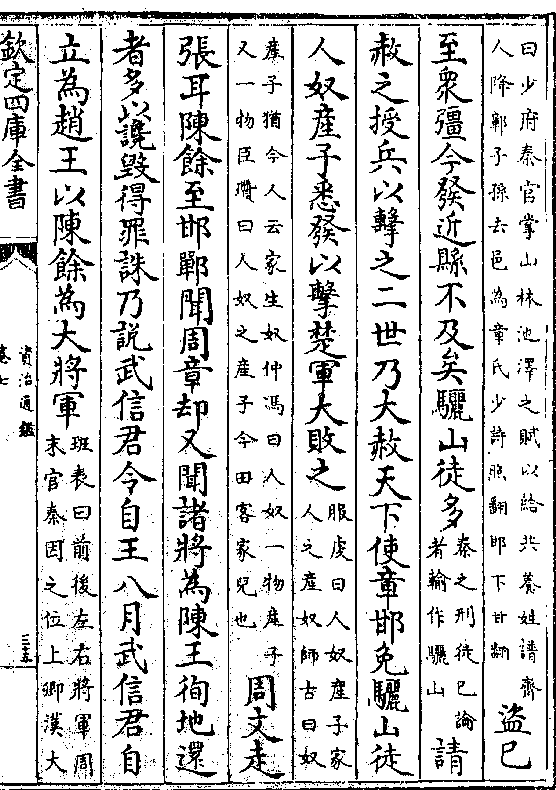 曰少府秦官掌山林池澤之賦以給共養姓譜齊
人降鄣子孫去邑為章氏少詩照翻邯下甘翻
盜已
至衆彊今發近縣不及矣驪山徒多
秦之刑徒已論
者輸作驪山
請
赦之授兵以擊之二世乃大赦天下使章邯免驪山徒
人奴産子悉發以擊楚軍大敗之
服虔曰人奴産子家
人之産奴師古曰奴
産子猶今人云家生奴仲馮曰人奴一物産子
又一物臣瓚曰人奴之産子今田客家兒也
周文走
張耳陳餘至邯鄲聞周章却又聞諸將為陳王徇地還
者多以讒毁得罪誅乃説武信君令自王八月武信君自
立為趙王以陳餘為大將軍
班表曰前後左右將軍周
末官秦因之位上卿漢大
欽定四庫全書
資治通鑑
卷七
三五